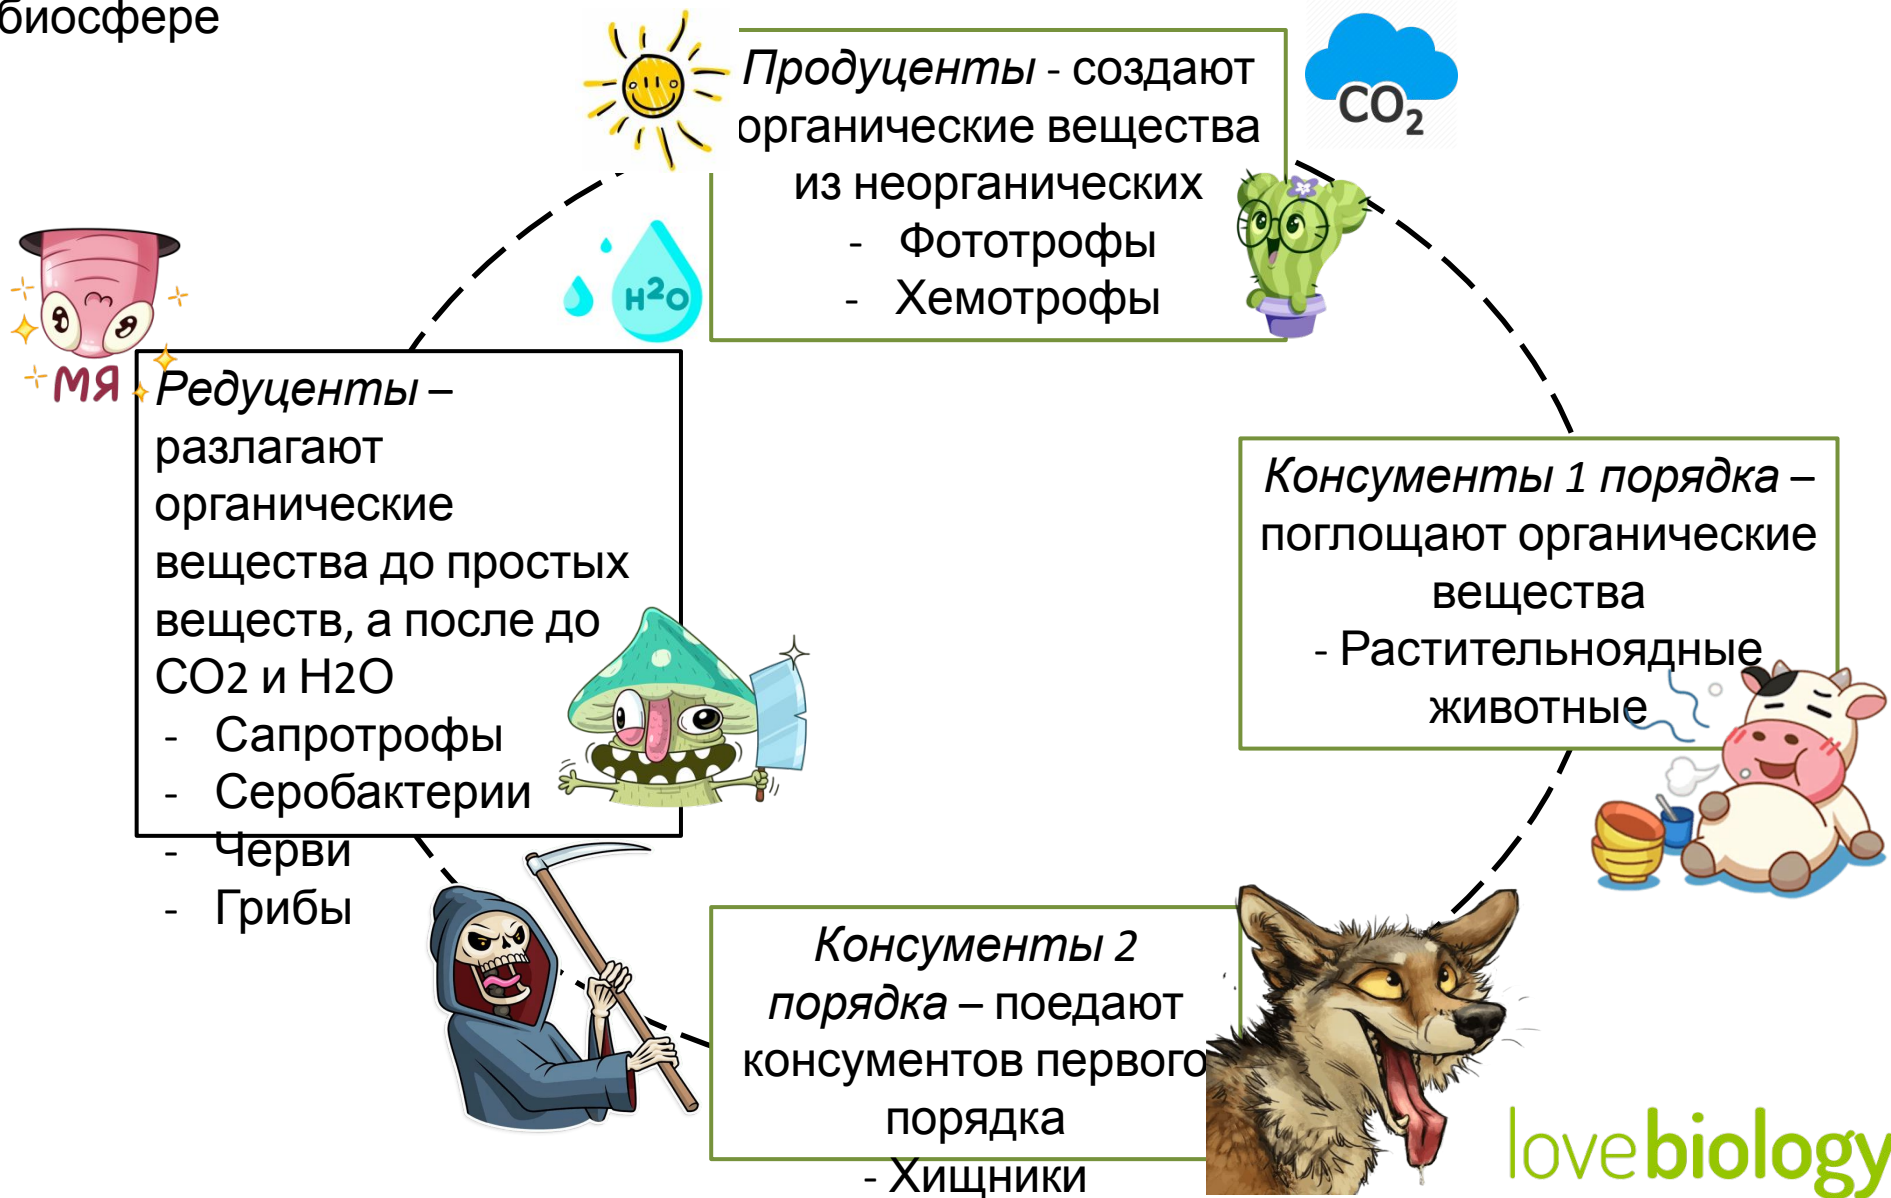 биосфере
Продуценты - создают
органические вещества
из неорганических
- Фототрофы
- Хемотрофы
CO2
H2O
МЯ
Редуценты –
разлагают
органические
вещества до простых
веществ, а после до
СО2 и Н2О
- Сапротрофы
- Серобактерии
- Черви
- Грибы
Консументы 1 порядка –
поглощают органические
вещества
- Растительноядные
животные
Консументы 2
порядка – поедают
консументов первого
порядка
- Хищники
lovebiology